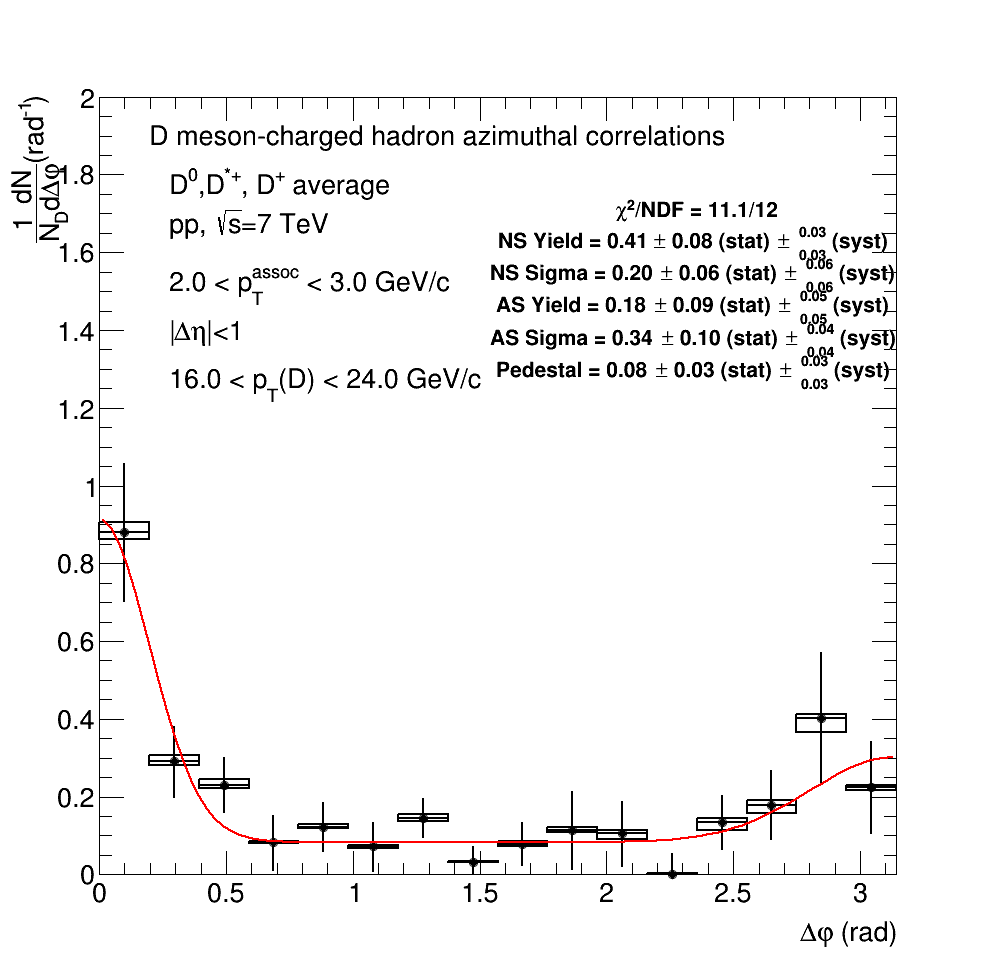 D meson-charged hadron azimuthal correlations
D⁰,D*⁺, D⁺ average
pp, √s=7 TeV
2.0 < p_T^assoc < 3.0 GeV/c
|Δη|<1
16.0 < p_T(D) < 24.0 GeV/c
χ²/NDF = 11.1/12
NS Yield = 0.41 ± 0.08 (stat) ± 0.03 0.03 (syst)
NS Sigma = 0.20 ± 0.06 (stat) ± 0.06 0.06 (syst)
AS Yield = 0.18 ± 0.09 (stat) ± 0.05 0.05 (syst)
AS Sigma = 0.34 ± 0.10 (stat) ± 0.04 0.04 (syst)
Pedestal = 0.08 ± 0.03 (stat) ± 0.03 0.03 (syst)
1/N_D dN/dΔφ (rad⁻¹)
2
1.8
1.6
1.4
1.2
1
0.8
0.6
0.4
0.2
0
0 0.5 1 1.5 2 2.5 3
Δφ (rad)